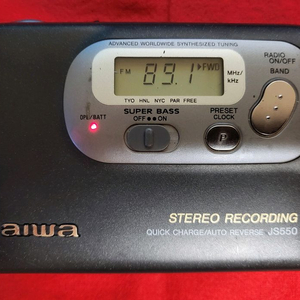 ADVANCED WORLDWIDE SYNTHESIZED TUNING
RADIO
ON/OFF
BAND
FM 89.1 ▶FWD
MHz/
kHz
TYO HNL NYC PAR FREE
OPE/BATT
SUPER BASS
OFF ●● ON
PRESET
CLOCK
aiwa
STEREO RECORDING
QUICK CHARGE/AUTO REVERSE JS550